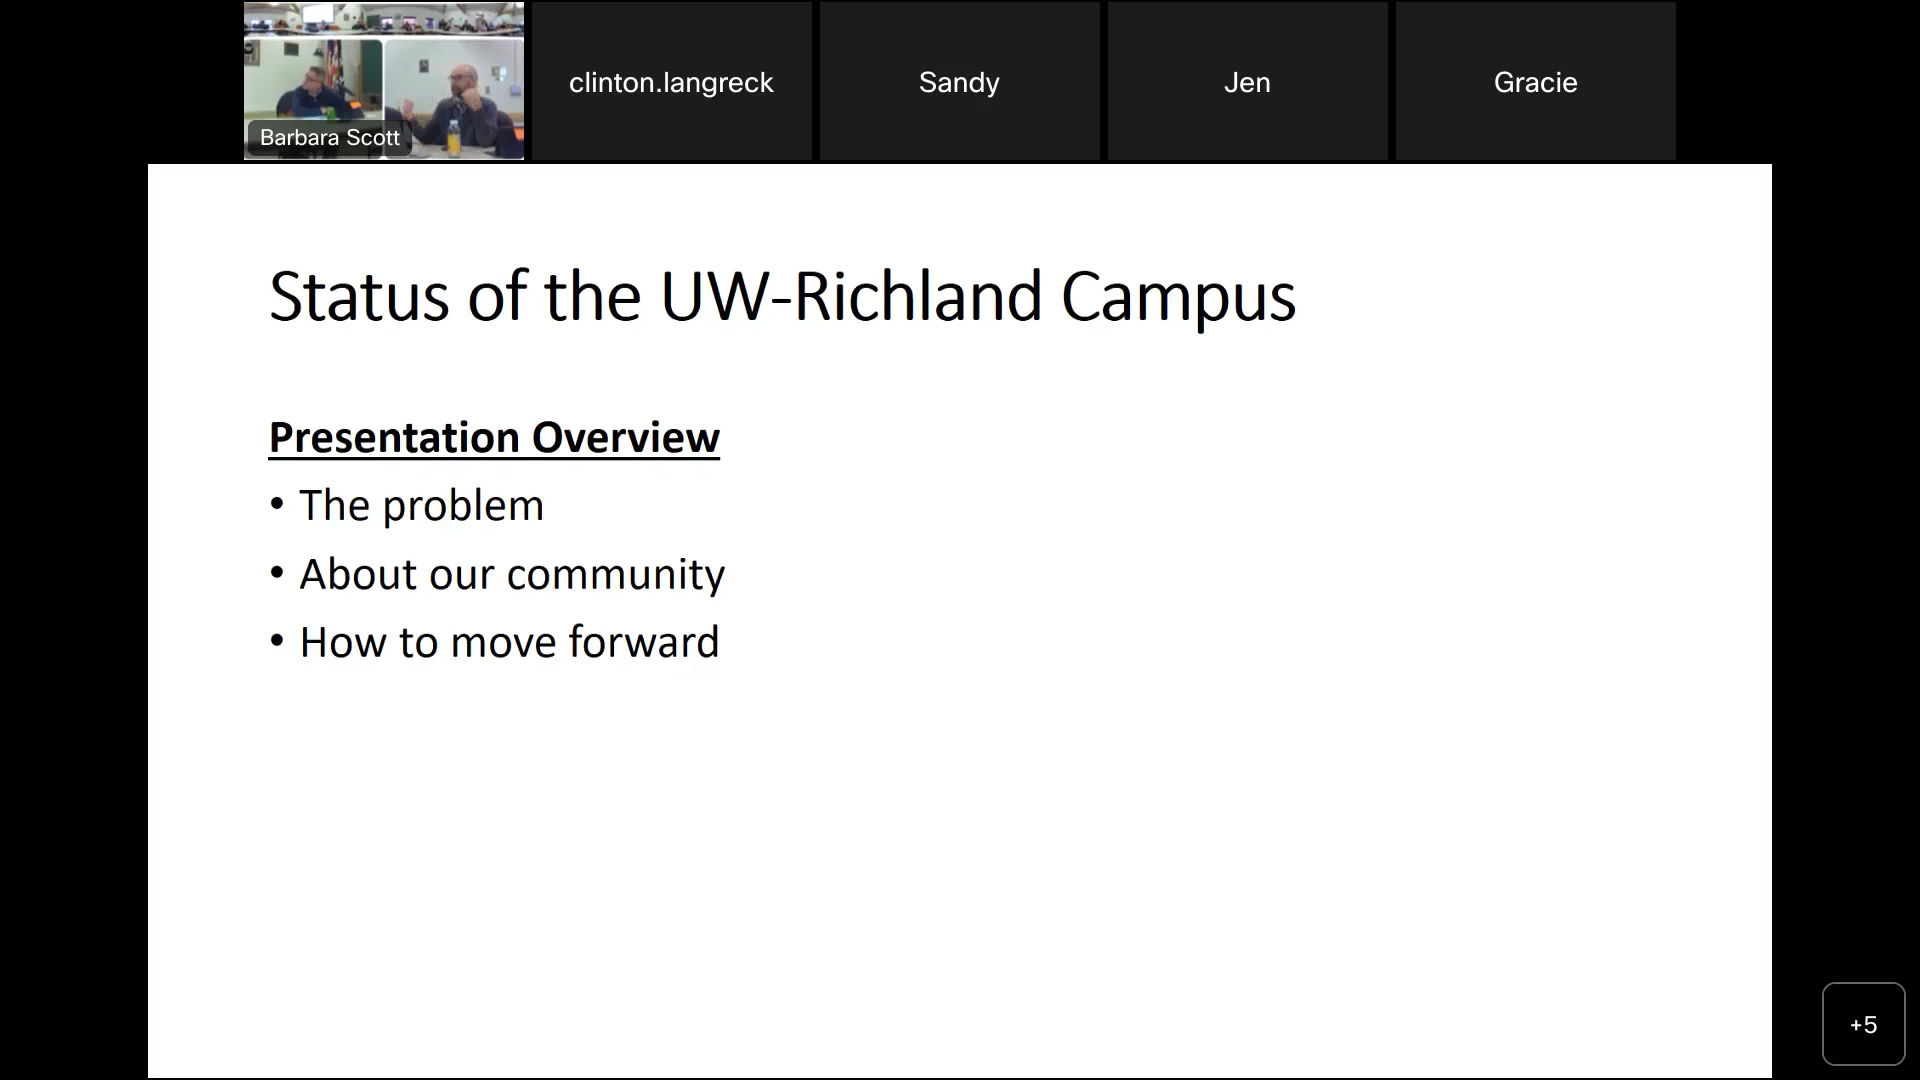 Barbara Scott
clinton.langreck
Sandy
Jen
Gracie
Status of the UW-Richland Campus
Presentation Overview
• The problem
• About our community
• How to move forward
+5